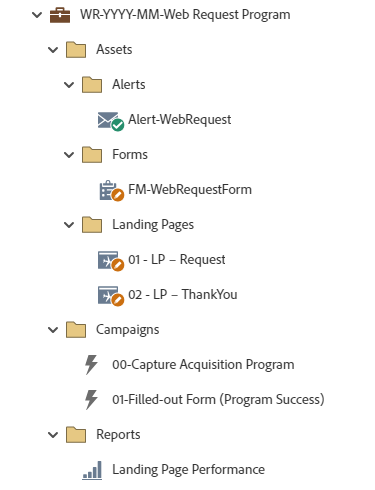 WR-YYYY-MM-Web Request Program
Assets
Alerts
Alert-WebRequest
Forms
FM-WebRequestForm
Landing Pages
01 - LP – Request
02 - LP – ThankYou
Campaigns
00-Capture Acquisition Program
01-Filled-out Form (Program Success)
Reports
Landing Page Performance